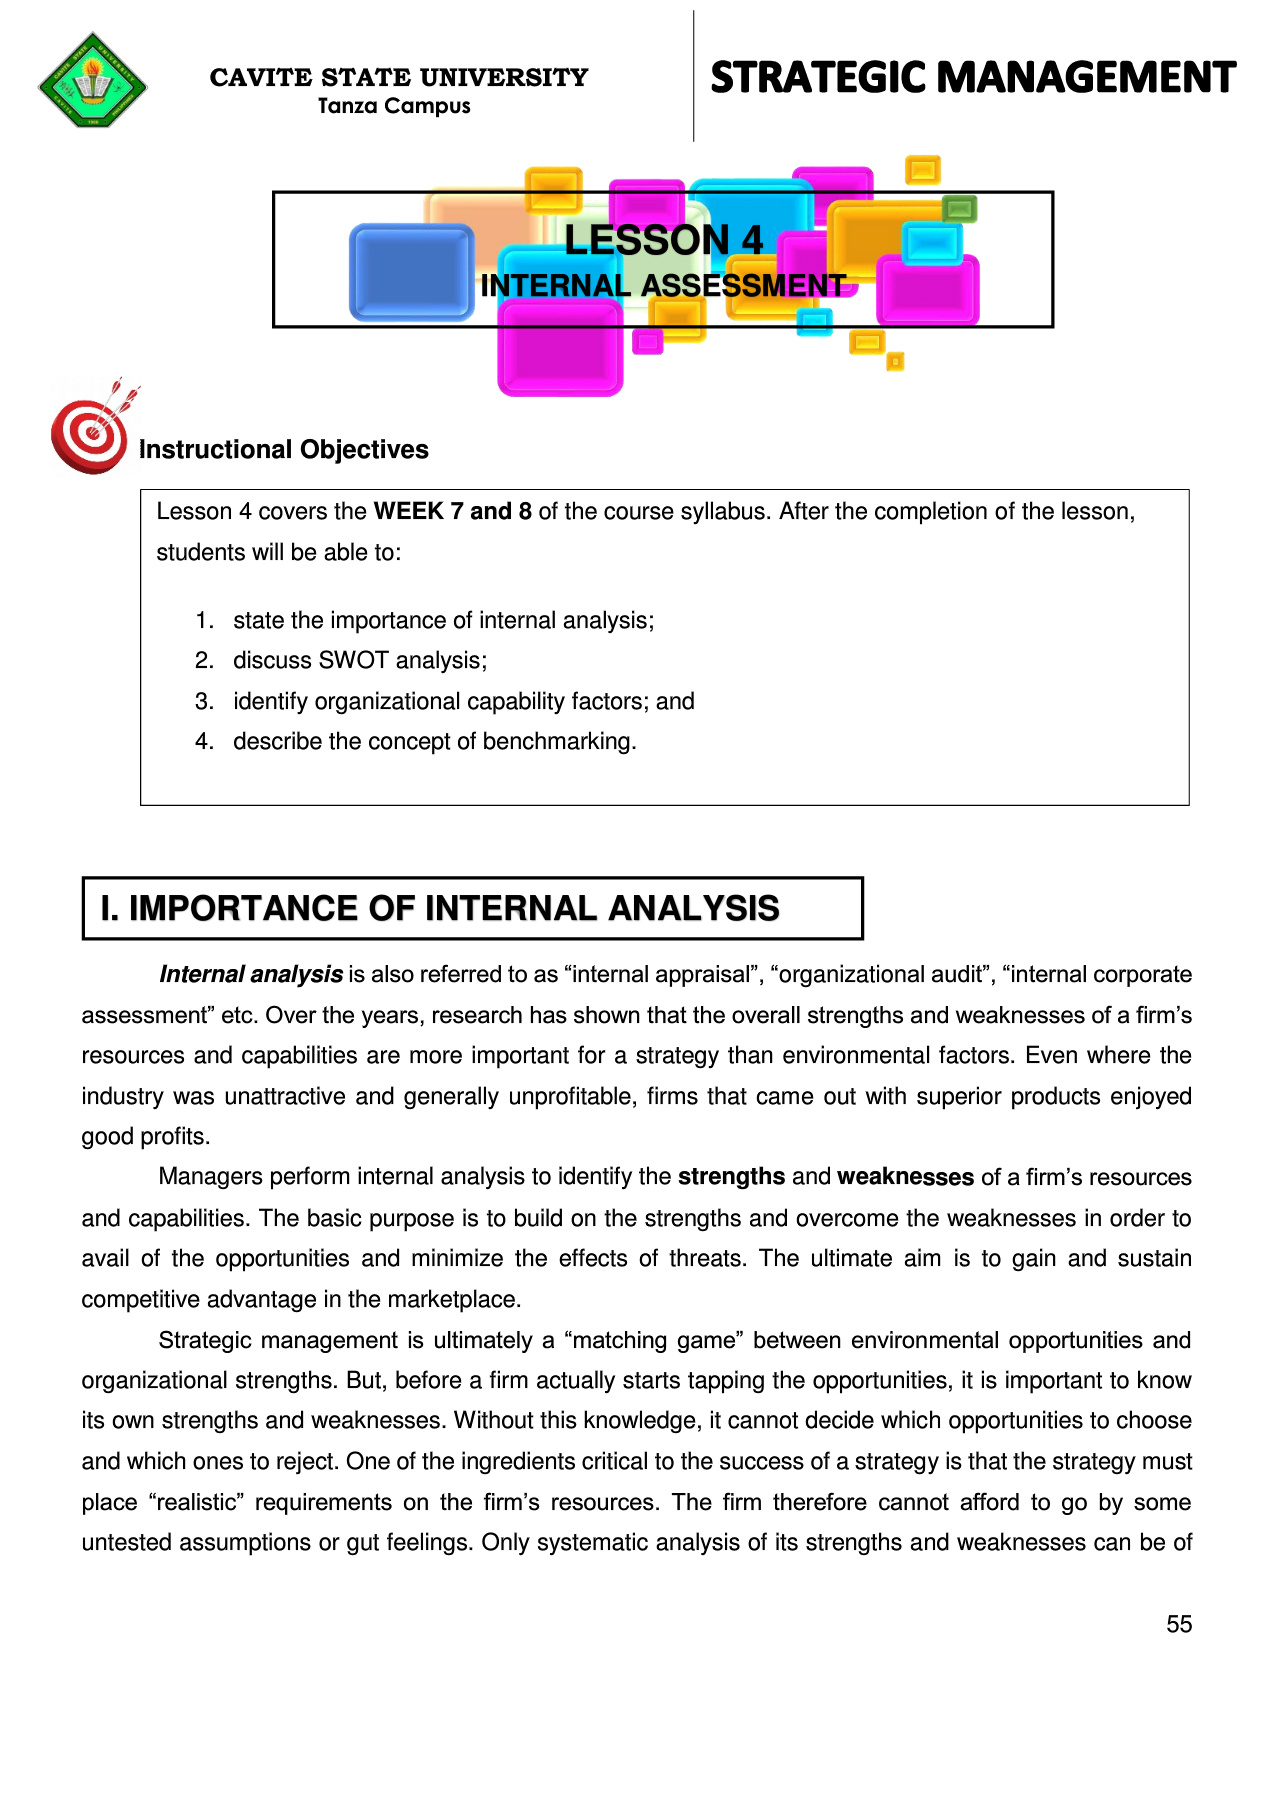 CAVITE STATE UNIVERSITY
Tanza Campus
STRATEGIC MANAGEMENT
LESSON 4
INTERNAL ASSESSMENT
Instructional Objectives
Lesson 4 covers the WEEK 7 and 8 of the course syllabus. After the completion of the lesson,
students will be able to:
1. state the importance of internal analysis;
2. discuss SWOT analysis;
3. identify organizational capability factors; and
4. describe the concept of benchmarking.
I. IMPORTANCE OF INTERNAL ANALYSIS
Internal analysis is also referred to as “internal appraisal”, “organizational audit”, “internal corporate
assessment” etc. Over the years, research has shown that the overall strengths and weaknesses of a firm’s
resources and capabilities are more important for a strategy than environmental factors. Even where the
industry was unattractive and generally unprofitable, firms that came out with superior products enjoyed
good profits.
Managers perform internal analysis to identify the strengths and weaknesses of a firm’s resources
and capabilities. The basic purpose is to build on the strengths and overcome the weaknesses in order to
avail of the opportunities and minimize the effects of threats. The ultimate aim is to gain and sustain
competitive advantage in the marketplace.
Strategic management is ultimately a “matching game” between environmental opportunities and
organizational strengths. But, before a firm actually starts tapping the opportunities, it is important to know
its own strengths and weaknesses. Without this knowledge, it cannot decide which opportunities to choose
and which ones to reject. One of the ingredients critical to the success of a strategy is that the strategy must
place “realistic” requirements on the firm’s resources. The firm therefore cannot afford to go by some
untested assumptions or gut feelings. Only systematic analysis of its strengths and weaknesses can be of
55